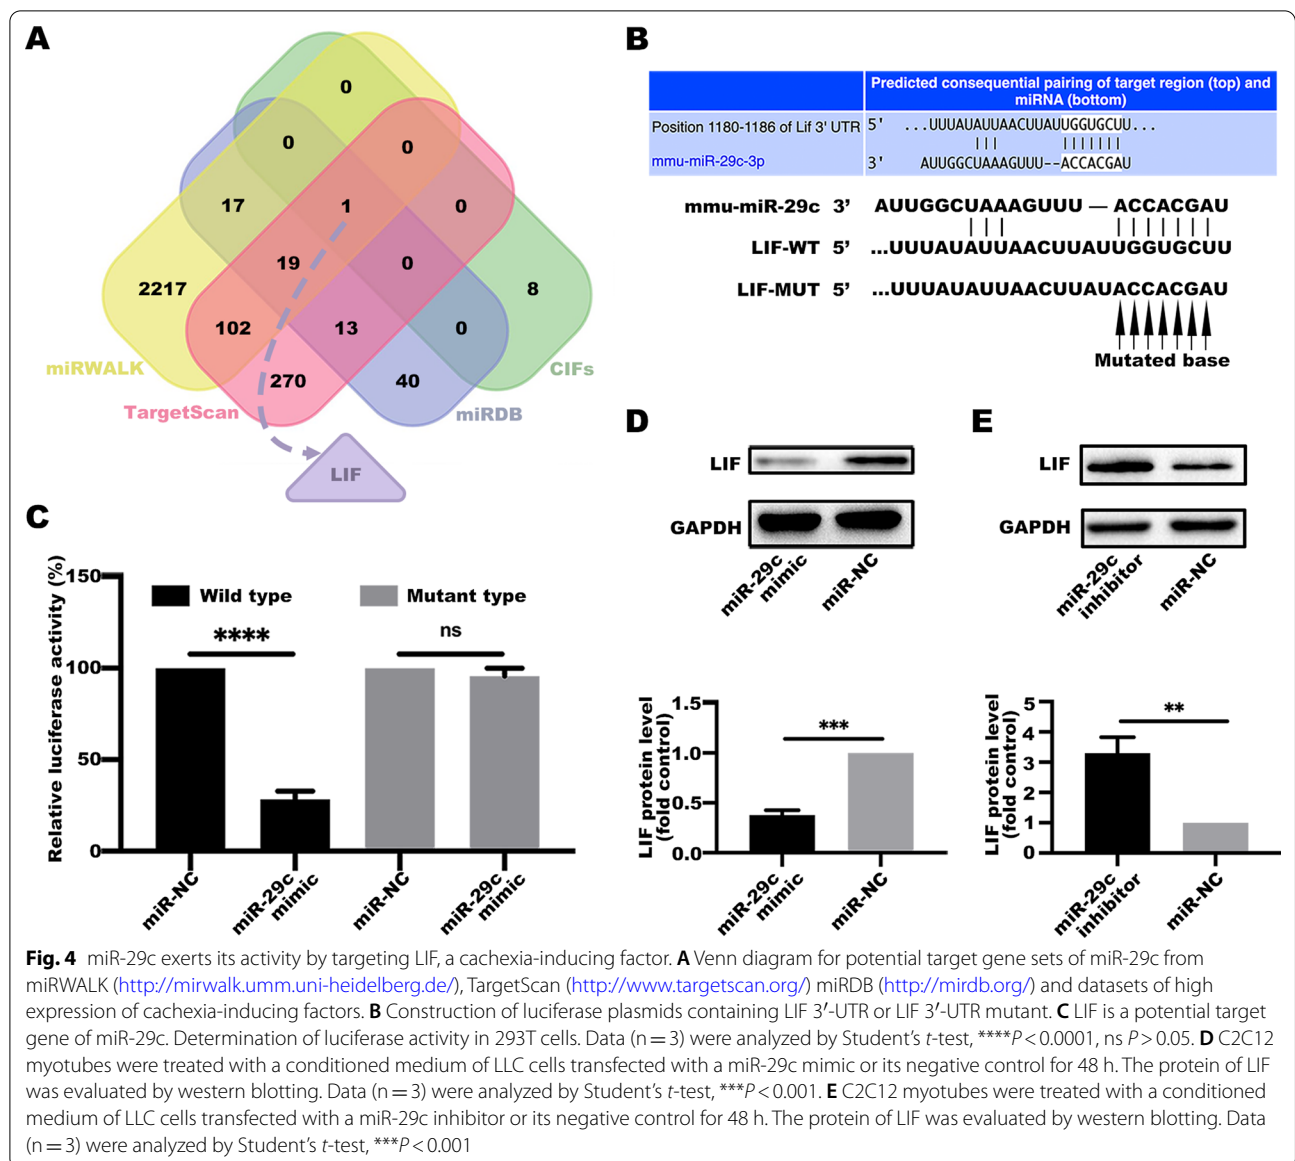 A
0
0
0
17
1
0
19
0
2217
8
102
13
0
miRWALK
270
40
CIFs
TargetScan
miRDB
LIF
B
Predicted consequential pairing of target region (top) and
miRNA (bottom)
Position 1180-1186 of Lif 3' UTR 5' ...UUUAUAUUAACUUAUUGGUGCUU...
mmu-miR-29c-3p 3' AUUGGCUAAAGUUU--ACCACGAU
mmu-miR-29c 3’ AUUGGCUAAAGUUU — ACCACGAU
LIF-WT 5’ ...UUUAUAUUAACUUAUUGGUGCUU
LIF-MUT 5’ ...UUUAUAUUAACUUAUACCACGAU
Mutated base
C
Relative luciferase activity (%)
150
100
50
0
Wild type
Mutant type
****
ns
miR-NC
miR-29c
mimic
miR-NC
miR-29c
mimic
D
LIF
GAPDH
miR-29c
mimic
miR-NC
LIF protein level
(fold control)
1.5
1.0
0.5
0.0
***
miR-29c
mimic
miR-NC
E
LIF
GAPDH
miR-29c
inhibitor
miR-NC
LIF protein level
(fold control)
5
4
3
2
1
0
**
miR-29c
inhibitor
miR-NC
Fig. 4 miR-29c exerts its activity by targeting LIF, a cachexia-inducing factor. A Venn diagram for potential target gene sets of miR-29c from
miRWALK (http://mirwalk.umm.uni-heidelberg.de/), TargetScan (http://www.targetscan.org/) miRDB (http://mirdb.org/) and datasets of high
expression of cachexia-inducing factors. B Construction of luciferase plasmids containing LIF 3′-UTR or LIF 3′-UTR mutant. C LIF is a potential target
gene of miR-29c. Determination of luciferase activity in 293T cells. Data (n = 3) were analyzed by Student’s t-test, ****P < 0.0001, ns P > 0.05. D C2C12
myotubes were treated with a conditioned medium of LLC cells transfected with a miR-29c mimic or its negative control for 48 h. The protein of LIF
was evaluated by western blotting. Data (n = 3) were analyzed by Student’s t-test, ***P < 0.001. E C2C12 myotubes were treated with a conditioned
medium of LLC cells transfected with a miR-29c inhibitor or its negative control for 48 h. The protein of LIF was evaluated by western blotting. Data
(n = 3) were analyzed by Student’s t-test, ***P < 0.001